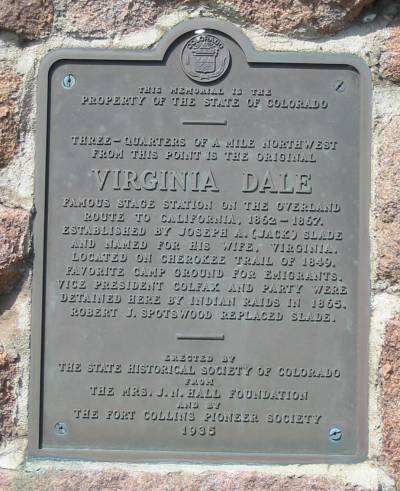 COLORADO
THIS MEMORIAL IS THE
PROPERTY OF THE STATE OF COLORADO
THREE-QUARTERS OF A MILE NORTHWEST
FROM THIS POINT IS THE ORIGINAL
VIRGINIA DALE
FAMOUS STAGE STATION ON THE OVERLAND
ROUTE TO CALIFORNIA, 1862-1867.
ESTABLISHED BY JOSEPH A. (JACK) SLADE
AND NAMED FOR HIS WIFE, VIRGINIA.
LOCATED ON CHEROKEE TRAIL OF 1849.
FAVORITE CAMP GROUND FOR EMIGRANTS.
VICE PRESIDENT COLFAX AND PARTY WERE
DETAINED HERE BY INDIAN RAIDS IN 1865.
ROBERT J. SPOTSWOOD REPLACED SLADE.
ERECTED BY
THE STATE HISTORICAL SOCIETY OF COLORADO
FROM
THE MRS. J. N. HALL FOUNDATION
AND BY
THE FORT COLLINS PIONEER SOCIETY
1935